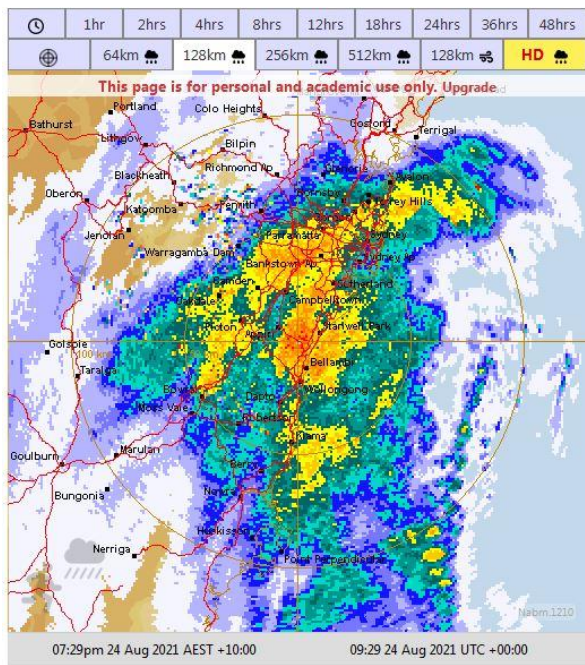 1hr 2hrs 4hrs 8hrs 12hrs 18hrs 24hrs 36hrs 48hrs
64km 128km 256km 512km 128km HD
This page is for personal and academic use only. Upgrade
Portland
Colo Heights
Gosford
Bathurst
Terrigal
Lithgow
Bilpin
Richmond Ap
Blackheath
Avalon
Oberon
Hornsby
Katoomba
Penrith
Terrey Hills
Jenolan
Parramatta
Sydney
Warragamba Dam
Bankstown Ap
Sydney Ap
Camden
Sutherland
Oakdale
Campbelltown
Picton
Appin
Stanwell Park
Golspie
100 km
Taralga
Bellambi
Bowral
Dapto
Wollongong
Moss Vale
Robertson
Kiama
Marulan
Goulburn
Berry
Bungonia
Nowra
Huskisson
Nerriga
Point Perpendicular
Nabm:1210
07:29pm 24 Aug 2021 AEST +10:00 09:29 24 Aug 2021 UTC +00:00